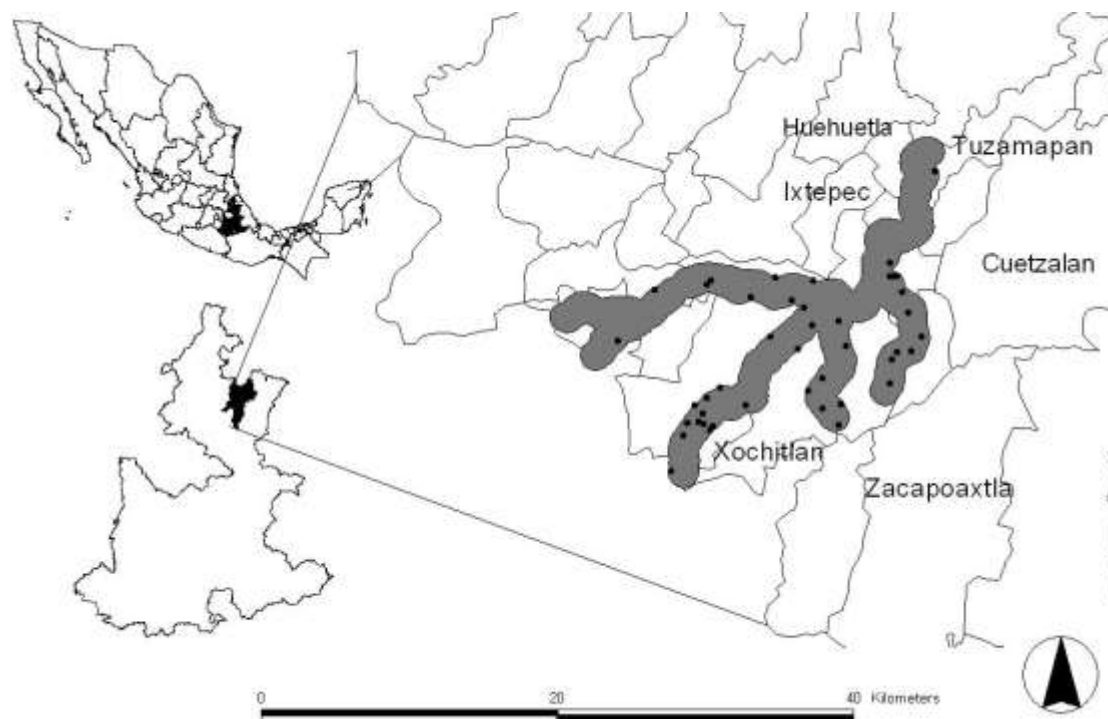 Huehuetla
Tuzamapan
Ixtepec
Cuetzalan
Xochitlan
Zacapoaxtla
0 20 40 Kilometers